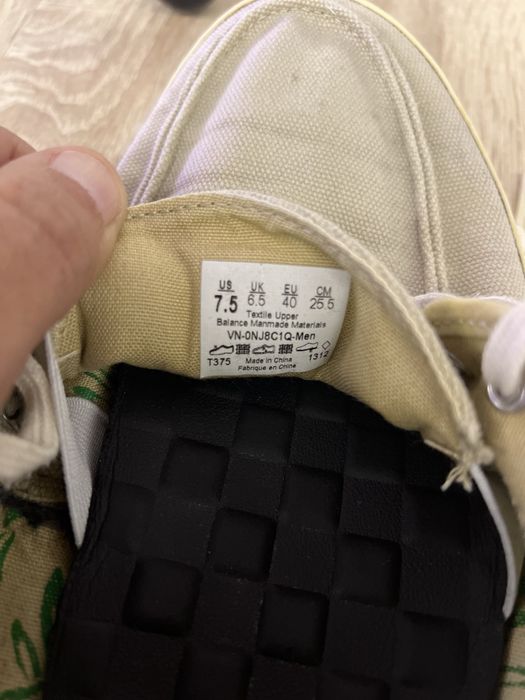 US UK EU CM
7.5 6.5 40 25.5
Textile Upper
Balance Manmade Materials
VN-0NJ8C1Q-Men
T375 Made in China 1312
Fabrique en Chine